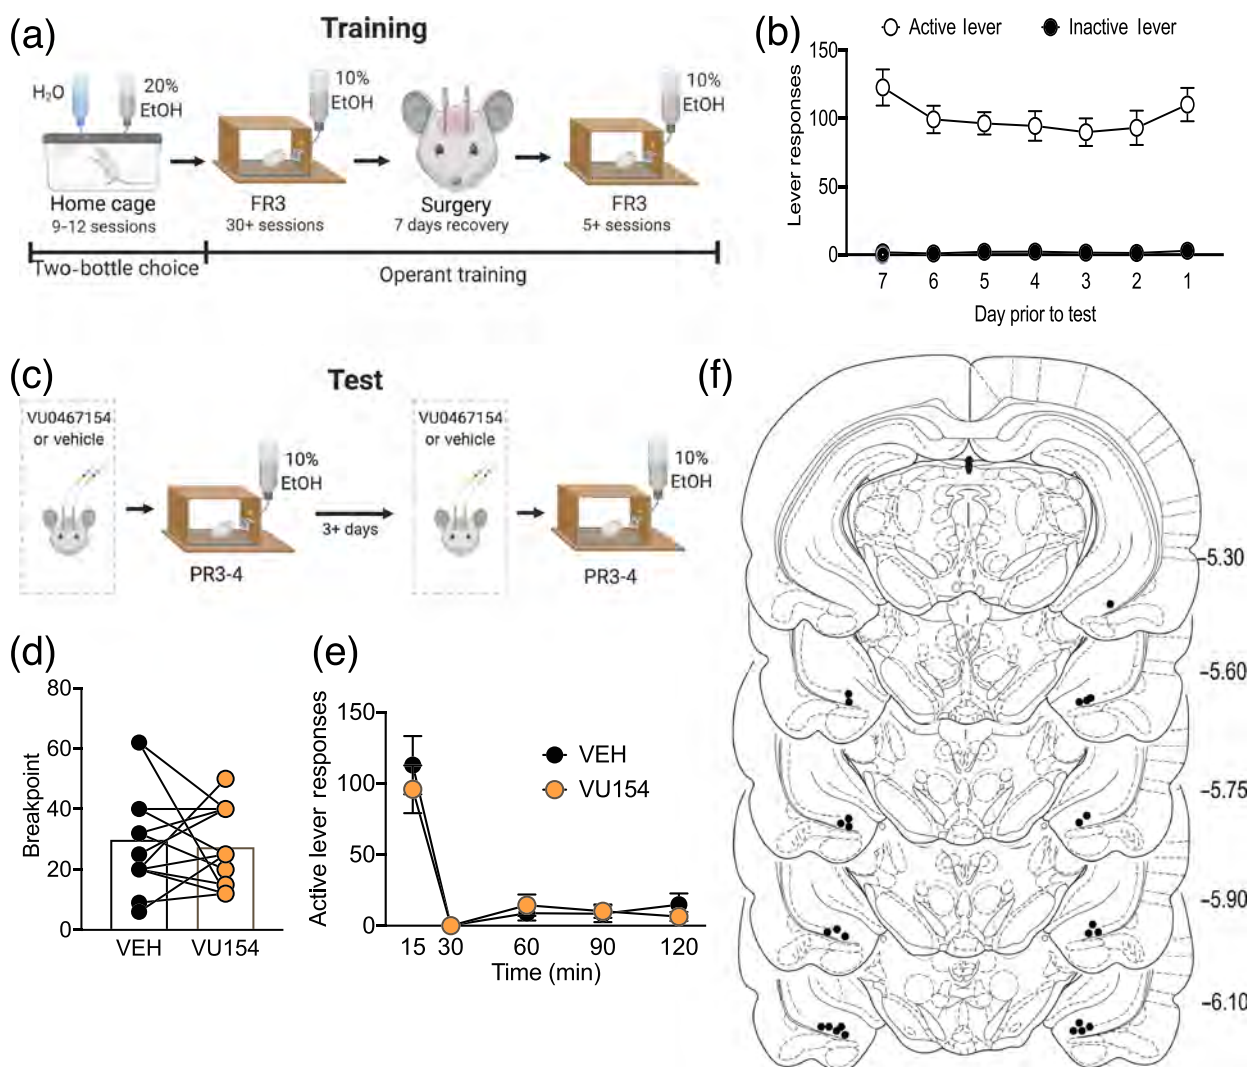 (a)
Training
H₂O
20%
EtOH
10%
EtOH
10%
EtOH
Home cage
9-12 sessions
FR3
30+ sessions
Surgery
7 days recovery
FR3
5+ sessions
Two-bottle choice
Operant training
(b)
Active lever
Inactive lever
150
100
50
0
Lever responses
7 6 5 4 3 2 1
Day prior to test
(c)
Test
VU0467154
or vehicle
10%
EtOH
PR3-4
3+ days
VU0467154
or vehicle
10%
EtOH
PR3-4
(d)
80
60
40
20
0
Breakpoint
VEH VU154
(e)
150
100
50
0
Active lever responses
VEH
VU154
15 30 60 90 120
Time (min)
(f)
–5.30
–5.60
–5.75
–5.90
–6.10